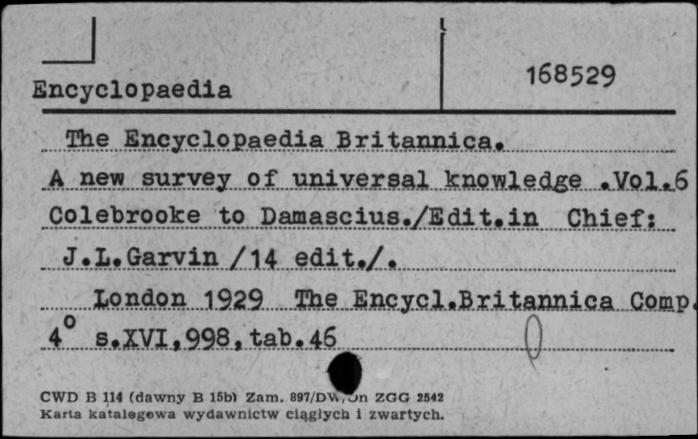 Encyclopaedia
168529
The Encyclopaedia Britannica.
A new survey of universal knowledge .Vol.6
Colebrooke to Damascius./Edit.in Chief:
J.L.Garvin /14 edit./.
London 1929 The Encycl.Britannica Comp.
4° s.XVI,998,tab.46
CWD B 114 (dawny B 15b) Zam. 897/DW/Jn ZGG 2542
Karta katalogowa wydawnictw ciągłych i zwartych.